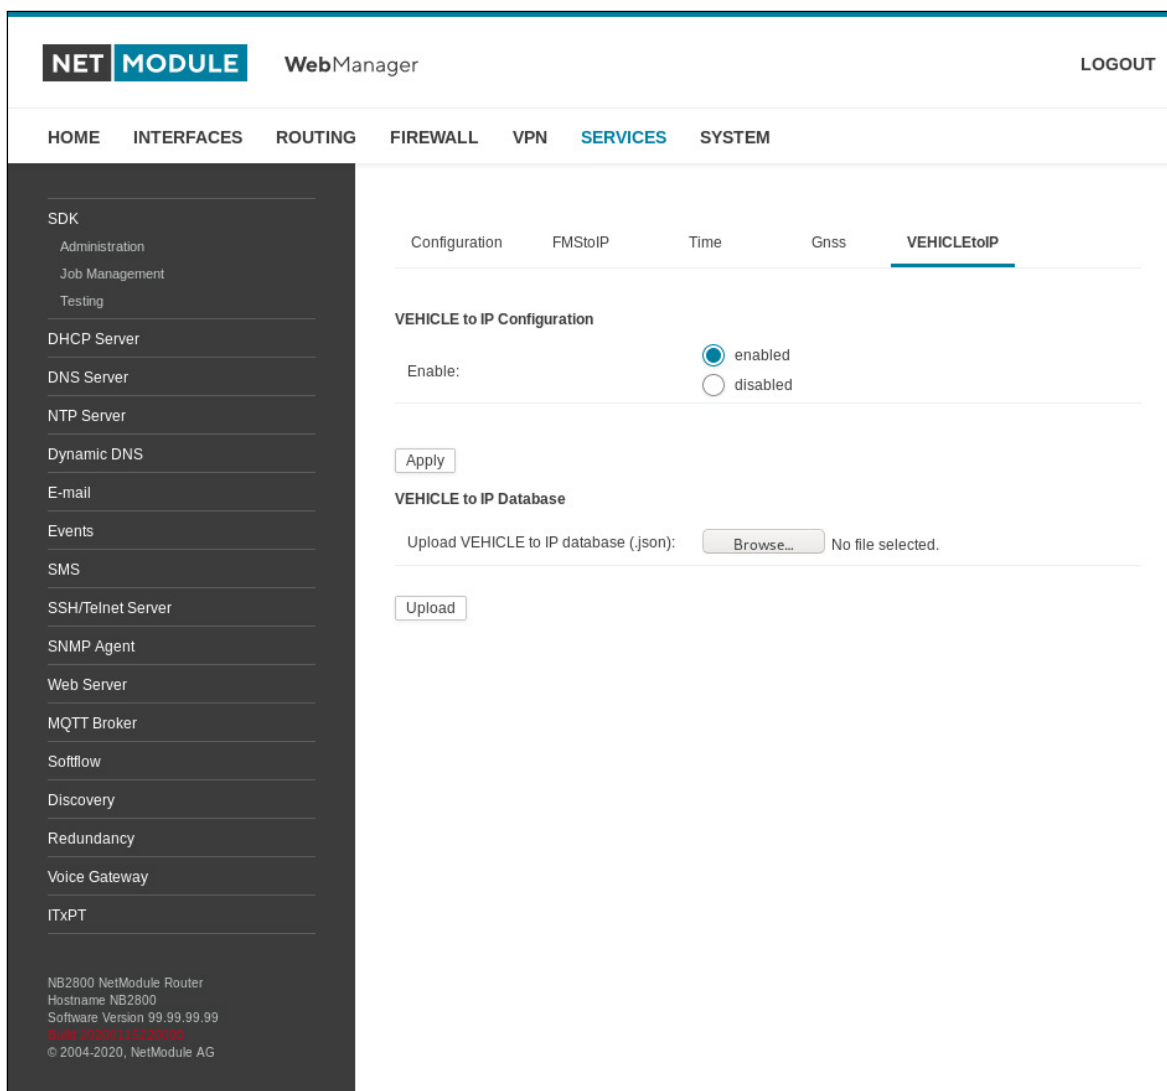 NET MODULE WebManager LOGOUT
HOME INTERFACES ROUTING FIREWALL VPN SERVICES SYSTEM
SDK
Administration
Job Management
Testing
DHCP Server
DNS Server
NTP Server
Dynamic DNS
E-mail
Events
SMS
SSH/Telnet Server
SNMP Agent
Web Server
MQTT Broker
Softflow
Discovery
Redundancy
Voice Gateway
ITxPT
NB2800 NetModule Router
Hostname NB2800
Software Version 99.99.99.99
Build
© 2004-2020, NetModule AG
Configuration FMStoIP Time Gnss VEHICLEtoIP
VEHICLE to IP Configuration
Enable:
enabled
disabled
Apply
VEHICLE to IP Database
Upload VEHICLE to IP database (.json): Browse... No file selected.
Upload